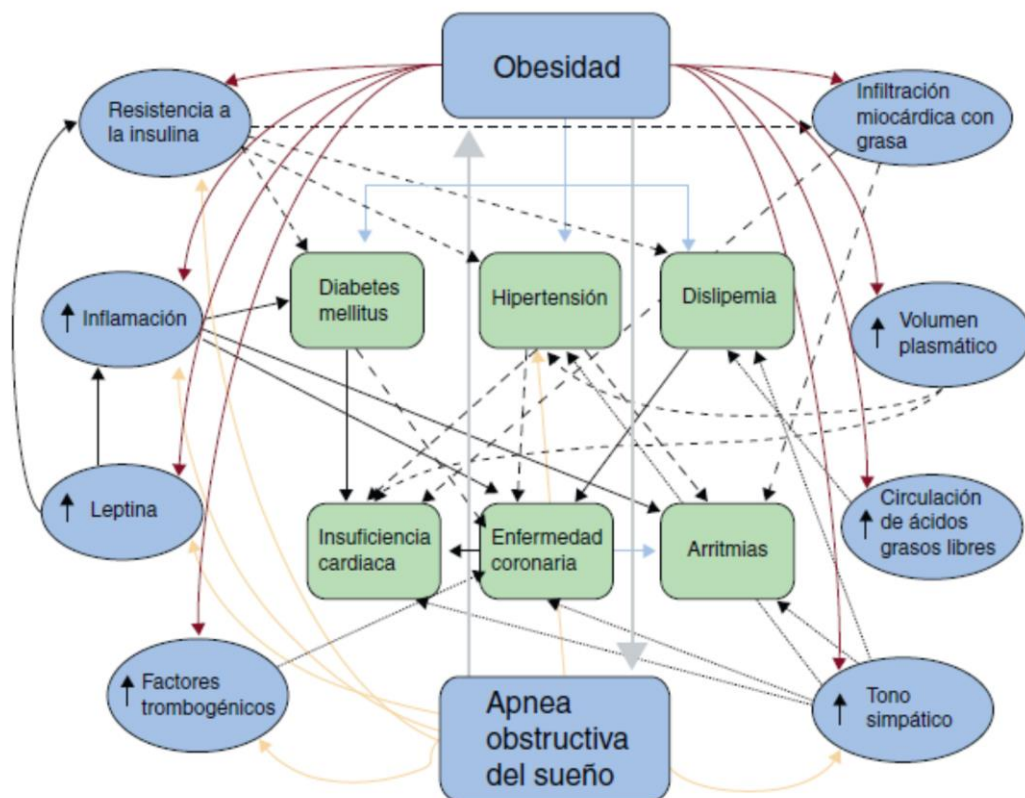 Obesidad
Resistencia a
la insulina
Infiltración
miocárdica con
grasa
Diabetes
mellitus
Hipertensión
Dislipemia
Inflamación
Volumen
plasmático
Leptina
Insuficiencia
cardiaca
Enfermedad
coronaria
Arritmias
Circulación
de ácidos
grasos libres
Factores
trombogénicos
Apnea
obstructiva
del sueño
Tono
simpático